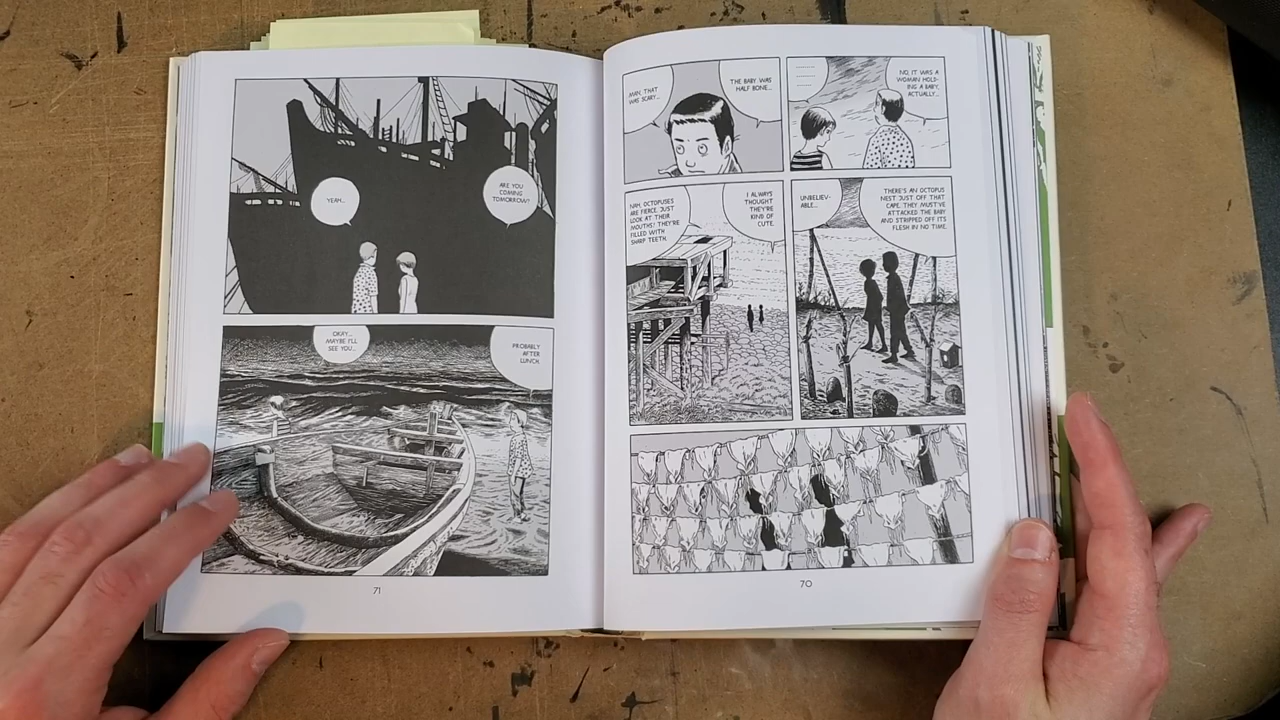 NO, IT WAS A
WOMAN HOLD-
ING A BABY,
ACTUALLY...
........
........
......
THE BABY WAS
HALF BONE...
MAN, THAT
WAS SCARY...
THERE'S AN OCTOPUS
NEST JUST OFF THAT
CAPE. THEY MUST'VE
ATTACKED THE BABY
AND STRIPPED OFF ITS
FLESH IN NO TIME.
UNBELIEV-
ABLE...
I ALWAYS
THOUGHT
THEY'RE
KIND OF
CUTE.
NAH, OCTOPUSES
ARE FIERCE. JUST
LOOK AT THEIR
MOUTHS? THEY'RE
FILLED WITH
SHARP TEETH.
70
ARE YOU
COMING
TOMORROW?
YEAH...
PROBABLY
AFTER
LUNCH.
OKAY...
MAYBE I'LL
SEE YOU...
71